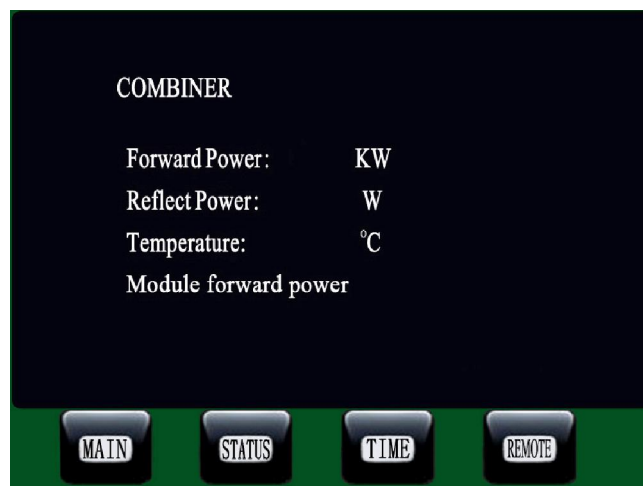 COMBINER
Forward Power: KW
Reflect Power: W
Temperature: °C
Module forward power
MAIN STATUS TIME REMOTE